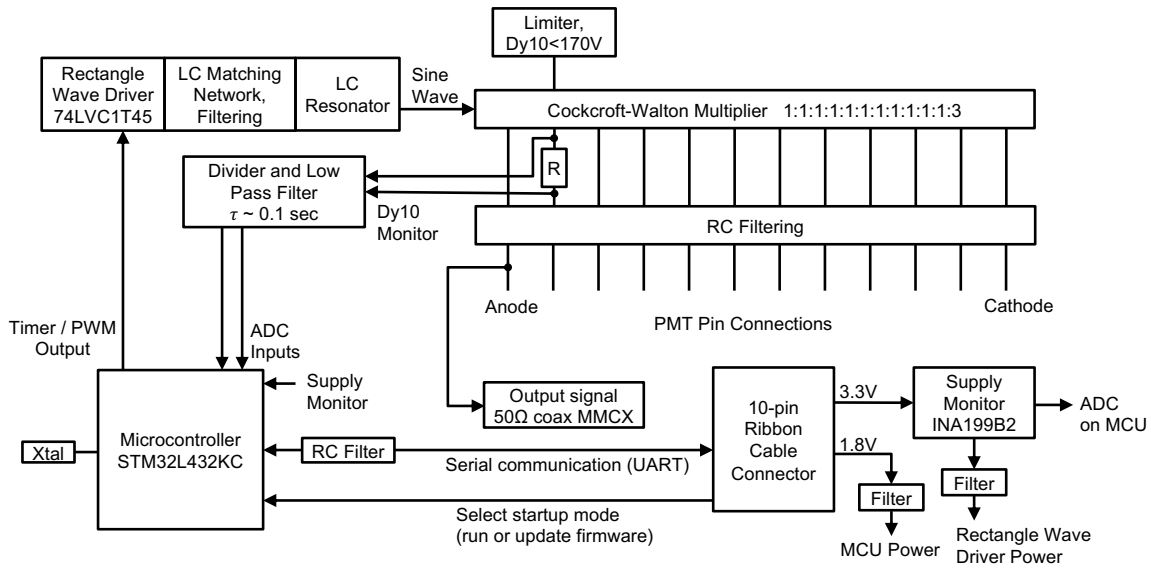 Limiter,
Dy10<170V
Rectangle
Wave Driver
74LVC1T45
LC Matching
Network,
Filtering
LC
Resonator
Sine
Wave
Cockcroft-Walton Multiplier 1:1:1:1:1:1:1:1:1:1:1:3
R
Divider and Low
Pass Filter
τ ~ 0.1 sec
Dy10
Monitor
RC Filtering
Anode
Cathode
PMT Pin Connections
Timer / PWM
Output
ADC
Inputs
Supply
Monitor
Output signal
50Ω coax MMCX
Microcontroller
STM32L432KC
Xtal
RC Filter
Serial communication (UART)
Select startup mode
(run or update firmware)
10-pin
Ribbon
Cable
Connector
3.3V
1.8V
Supply
Monitor
INA199B2
ADC
on MCU
Filter
Filter
MCU Power
Rectangle Wave
Driver Power